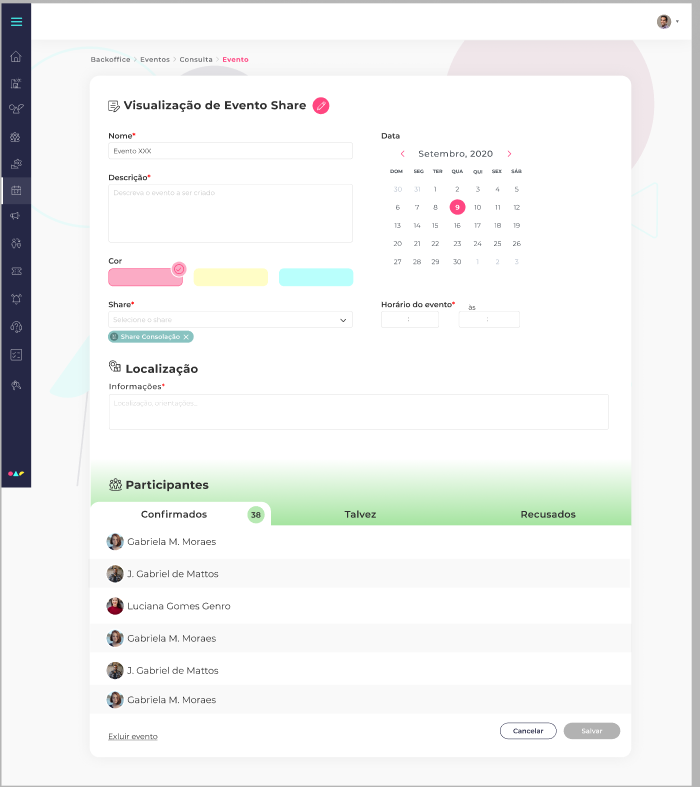 Backoffice > Eventos > Consulta > Evento
Visualização de Evento Share
Nome*
Evento XXX
Descrição*
Descreva o evento a ser criado
Cor
Share*
Selecione o share
Share Consolação ×
Data
< Setembro, 2020 >
DOM SEG TER QUA QUI SEX SÁB
30 31 1 2 3 4 5
6 7 8 9 10 11 12
13 14 15 16 17 18 19
20 21 22 23 24 25 26
27 28 29 30 1 2 3
Horário do evento* às
: :
Localização
Informações*
Localização, orientações...
Participantes
Confirmados 38 Talvez Recusados
Gabriela M. Moraes
J. Gabriel de Mattos
Luciana Gomes Genro
Gabriela M. Moraes
J. Gabriel de Mattos
Gabriela M. Moraes
Exluir evento
Cancelar Salvar